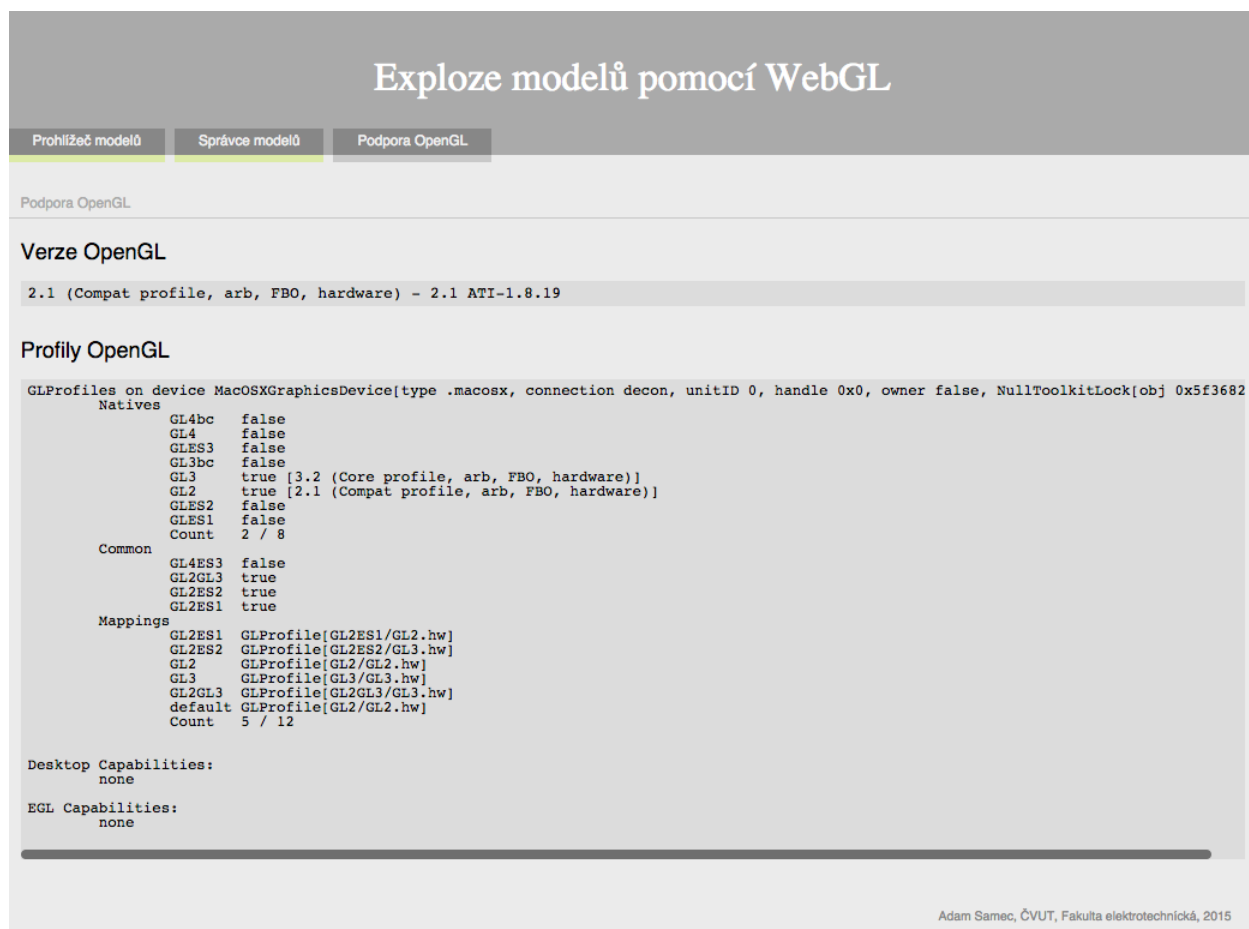 Exploze modelů pomocí WebGL
Prohlížeč modelů Správce modelů Podpora OpenGL
Podpora OpenGL
Verze OpenGL
2.1 (Compat profile, arb, FBO, hardware) - 2.1 ATI-1.8.19
Profily OpenGL
GLProfiles on device MacOSXGraphicsDevice[type .macosx, connection decon, unitID 0, handle 0x0, owner false, NullToolkitLock[obj 0x5f3682
Natives
GL4bc false
GL4 false
GLES3 false
GL3bc false
GL3 true [3.2 (Core profile, arb, FBO, hardware)]
GL2 true [2.1 (Compat profile, arb, FBO, hardware)]
GLES2 false
GLES1 false
Count 2 / 8
Common
GL4ES3 false
GL2GL3 true
GL2ES2 true
GL2ES1 true
Mappings
GL2ES1 GLProfile[GL2ES1/GL2.hw]
GL2ES2 GLProfile[GL2ES2/GL3.hw]
GL2 GLProfile[GL2/GL2.hw]
GL3 GLProfile[GL3/GL3.hw]
GL2GL3 GLProfile[GL2GL3/GL3.hw]
default GLProfile[GL2/GL2.hw]
Count 5 / 12
Desktop Capabilities:
none
EGL Capabilities:
none
Adam Samec, ČVUT, Fakulta elektrotechnická, 2015